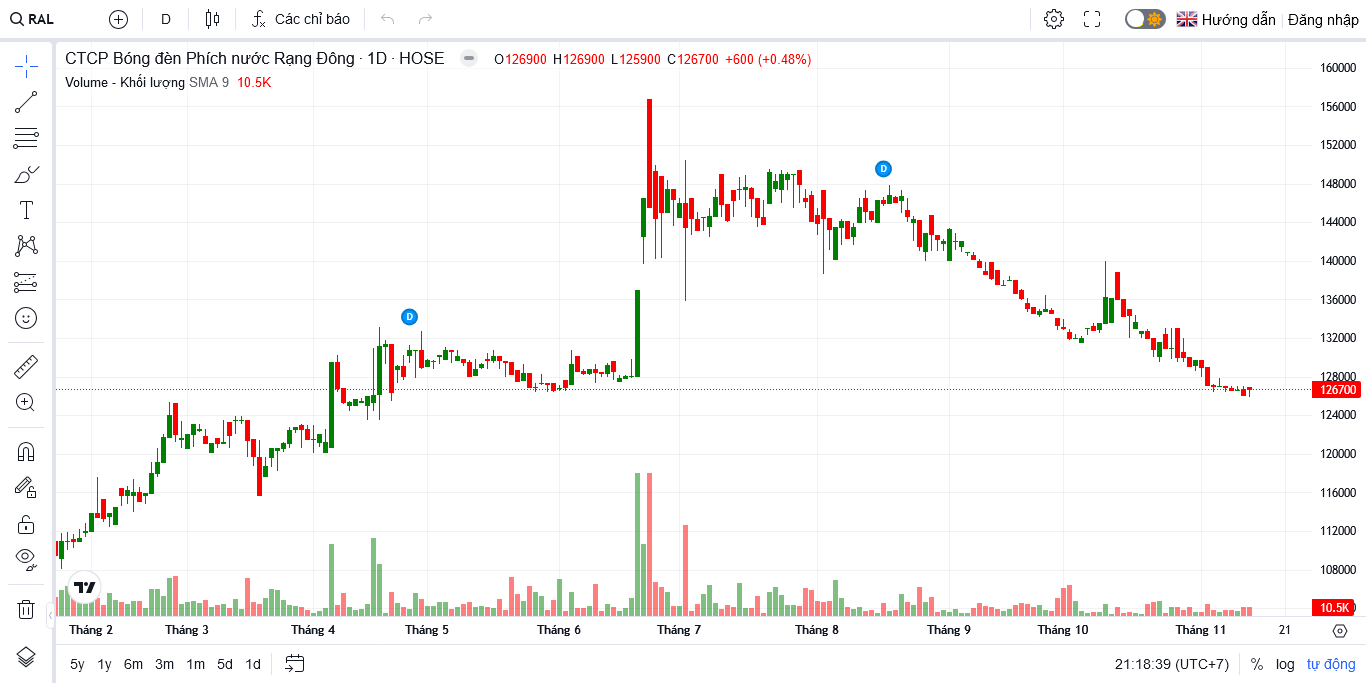 RAL D Các chỉ báo Hướng dẫn Đăng nhập
CTCP Bóng đèn Phích nước Rạng Đông · 1D · HOSE O126900 H126900 L125900 C126700 +600 (+0.48%)
Volume - Khối lượng SMA 9 10.5K
160000
156000
152000
D
148000
144000
140000
136000
D
132000
128000
126700
124000
120000
116000
112000
108000
10.5K
Tháng 2 Tháng 3 Tháng 4 Tháng 5 Tháng 6 Tháng 7 Tháng 8 Tháng 9 Tháng 10 Tháng 11 21
5y 1y 6m 3m 1m 5d 1d 21:18:39 (UTC+7) % log tự động